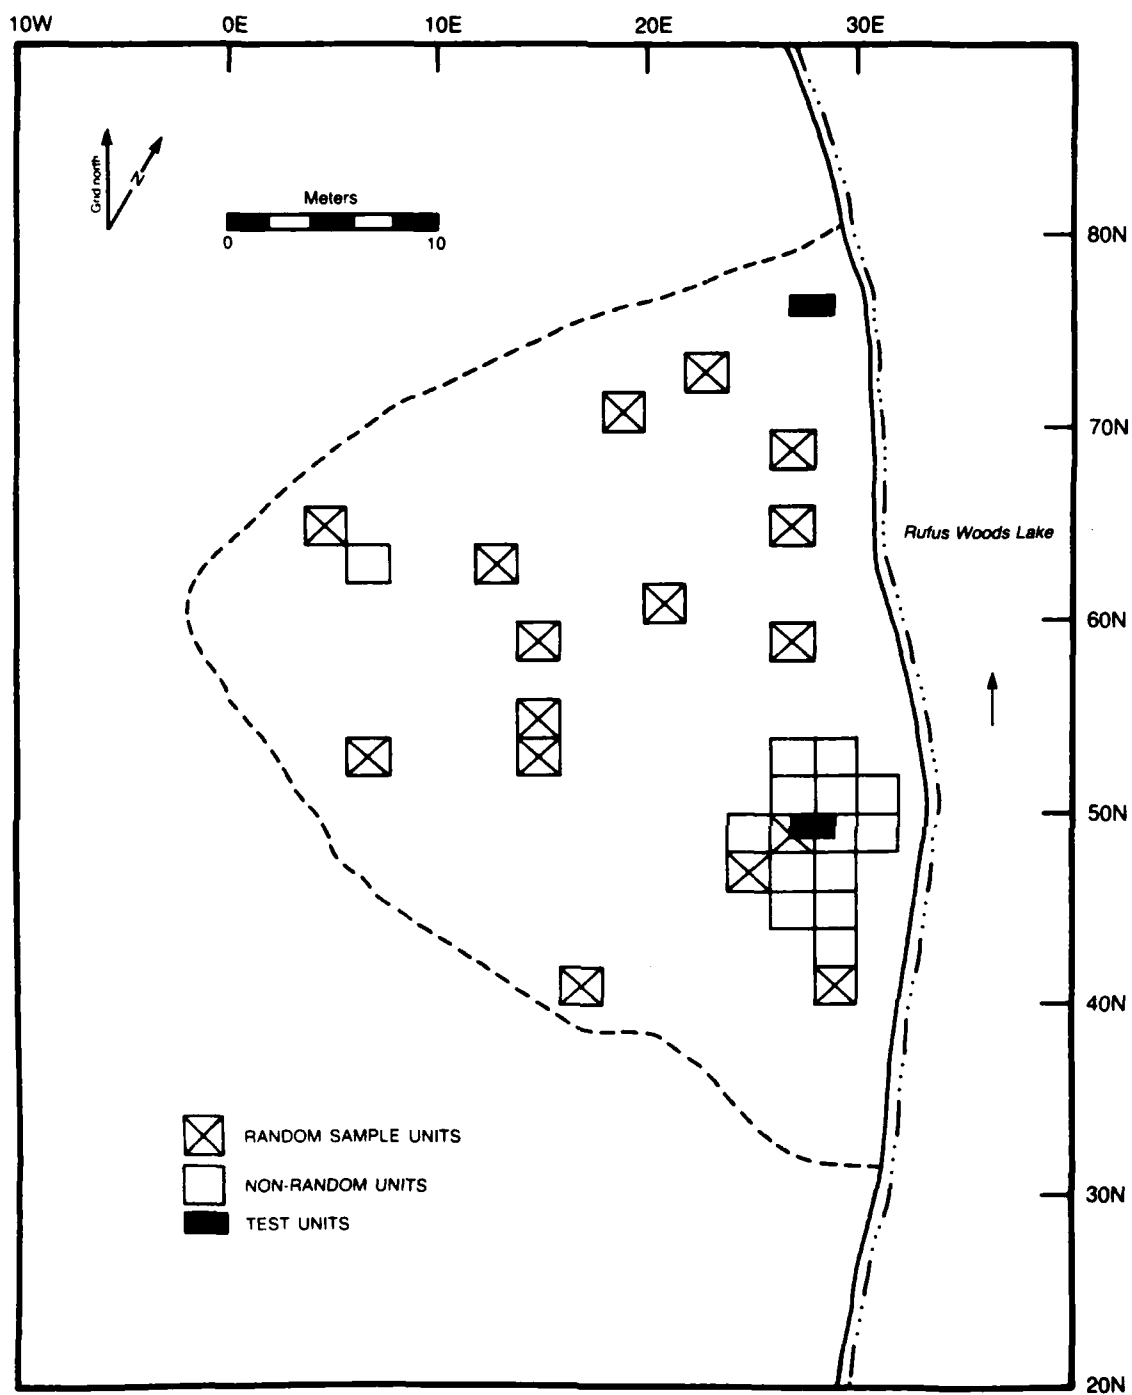 10W 0E 10E 20E 30E
Grid north
N
Meters
0 10
80N
70N
Rufus Woods Lake
60N
50N
40N
RANDOM SAMPLE UNITS
NON-RANDOM UNITS
30N
TEST UNITS
20N